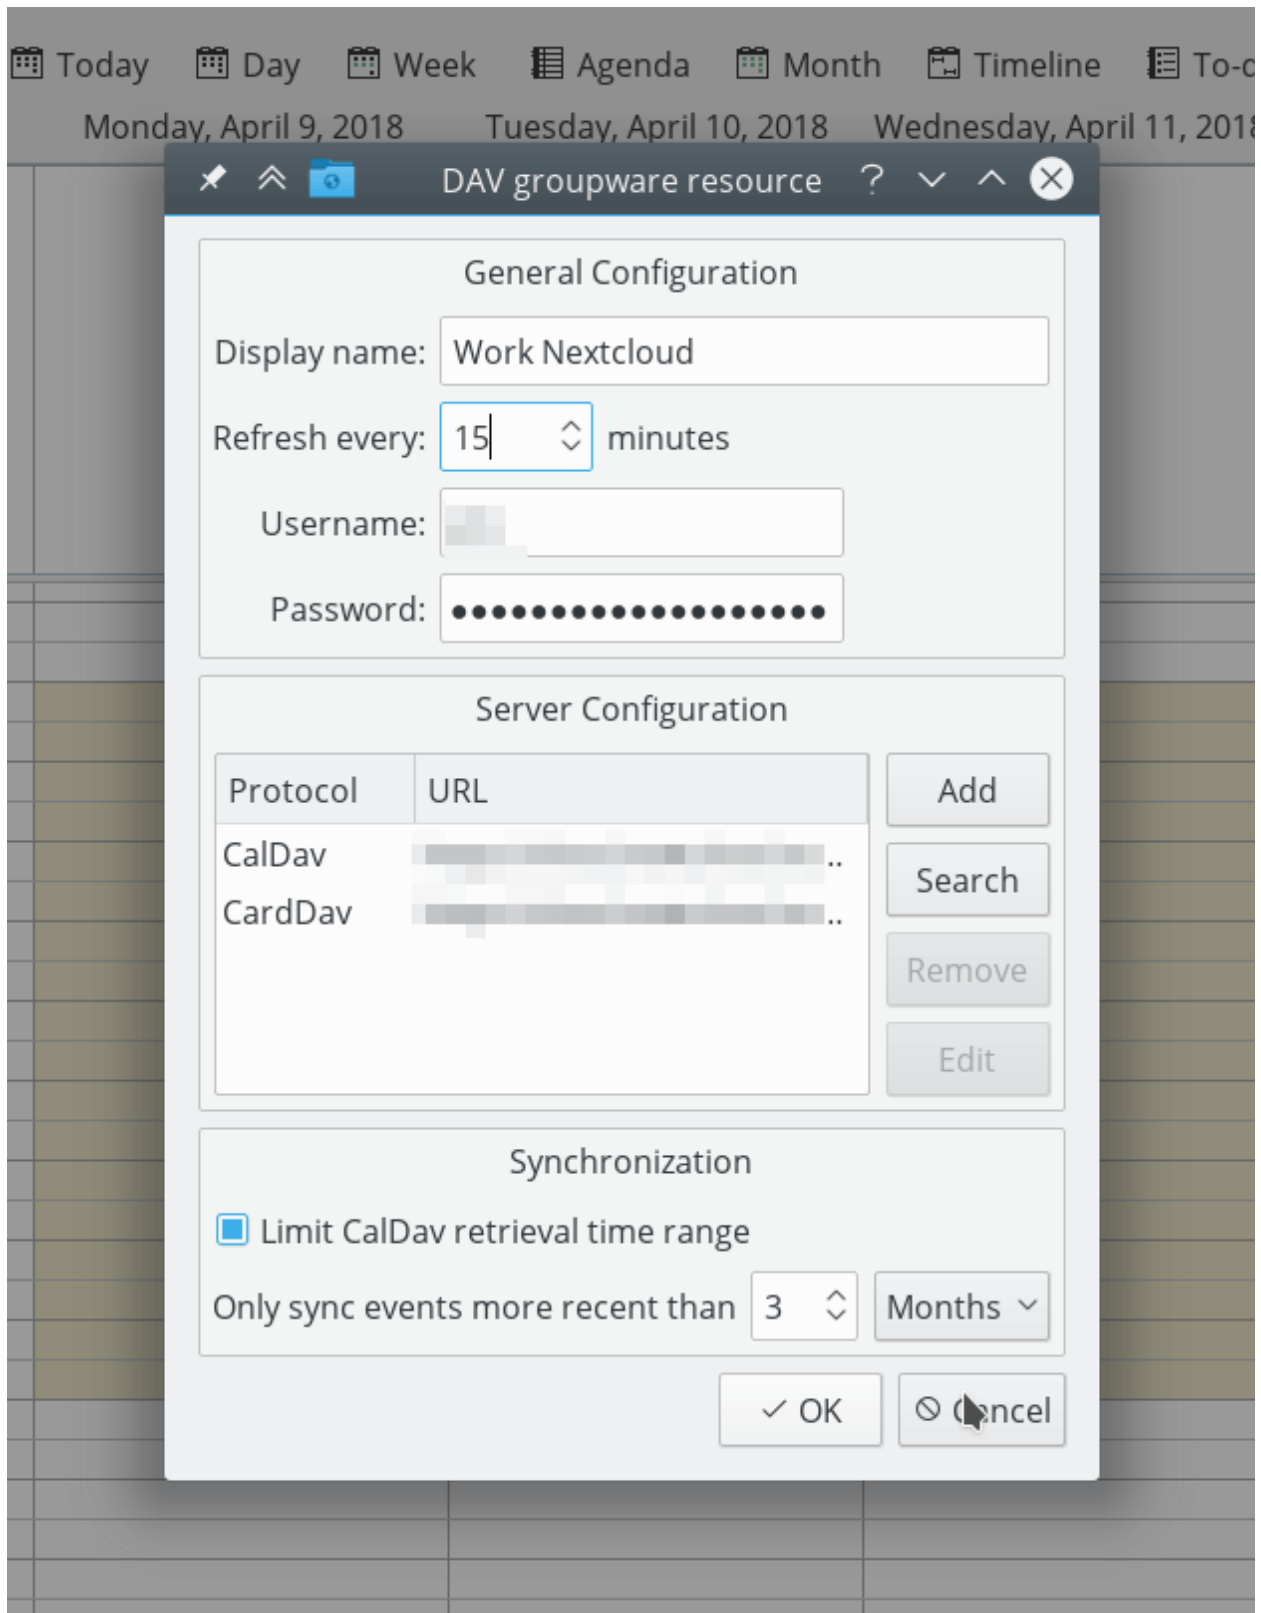 Today Day Week Agenda Month Timeline
Monday, April 9, 2018 Tuesday, April 10, 2018 Wednesday, April 11, 2018
DAV groupware resource ?
General Configuration
Display name: Work Nextcloud
Refresh every: 15 minutes
Username:
Password: ●●●●●●●●●●●●●●●●●●●
Server Configuration
Protocol URL Add
CalDav ..
Search
CardDav ..
Remove
Edit
Synchronization
Limit CalDav retrieval time range
Only sync events more recent than 3 Months
OK Cancel